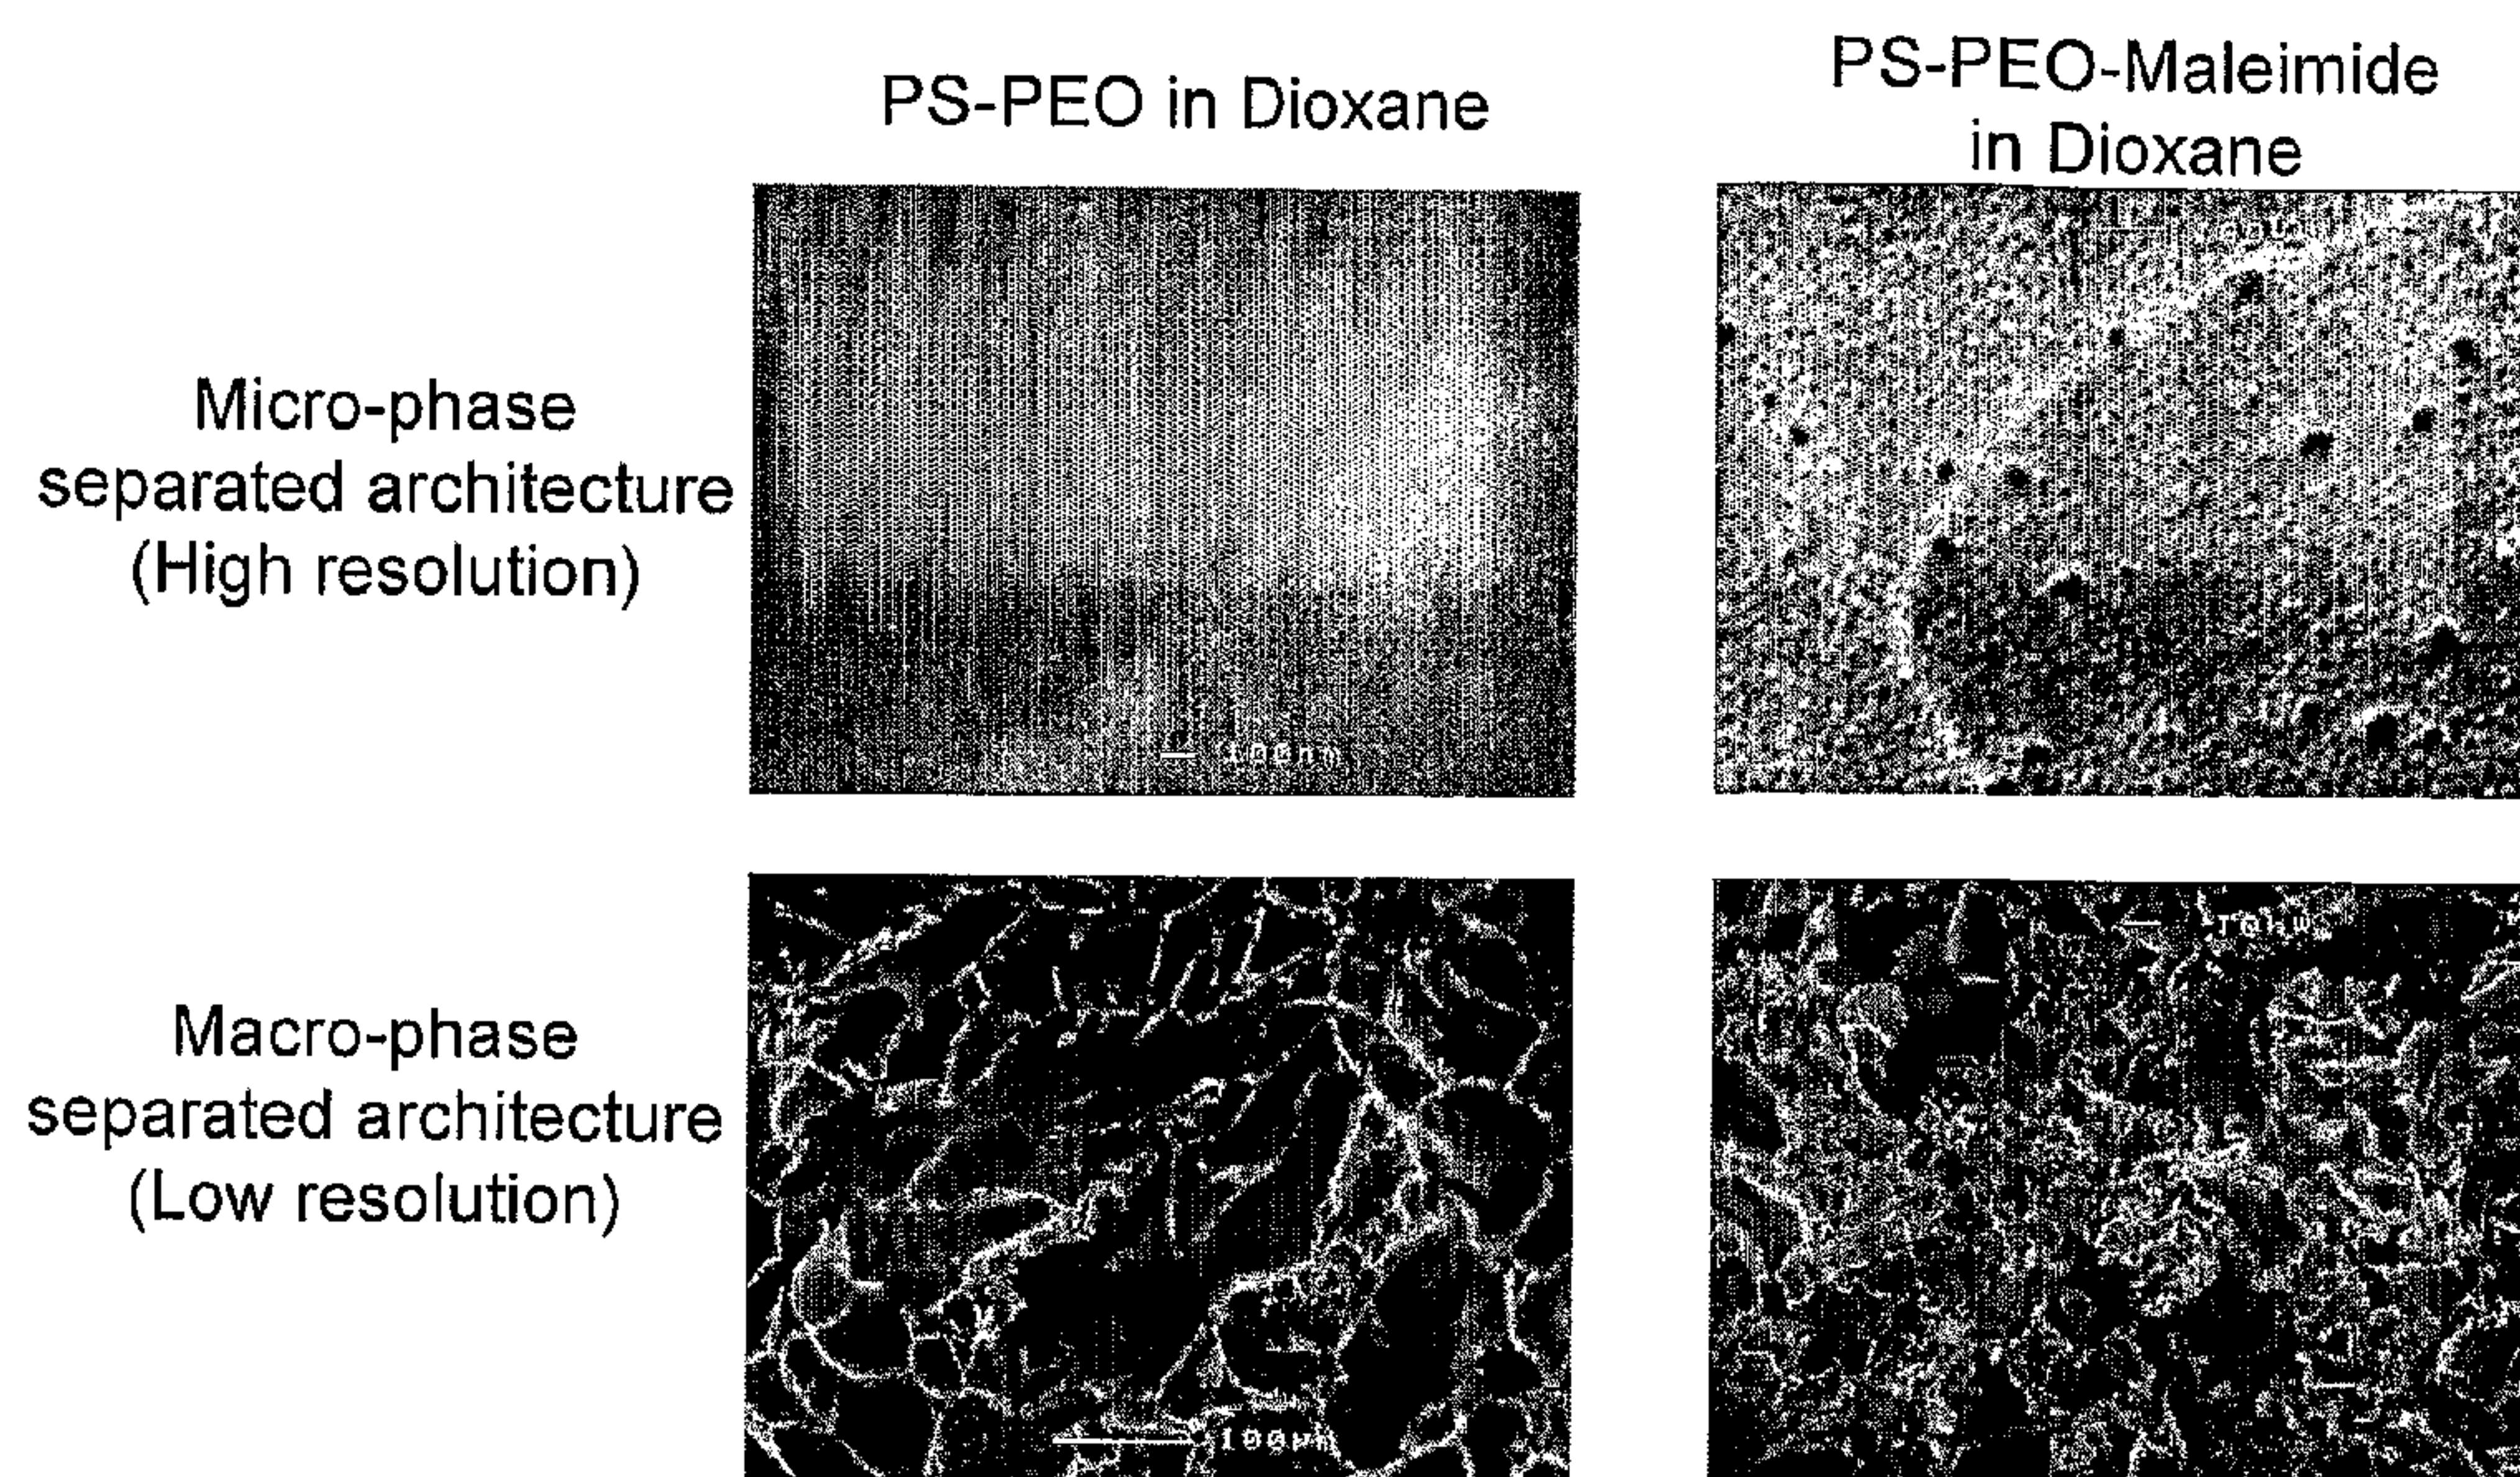 PS-PEO in Dioxane
PS-PEO-Maleimide
in Dioxane
Micro-phase
separated architecture
(High resolution)
100nm
Macro-phase
separated architecture
(Low resolution)
100µm